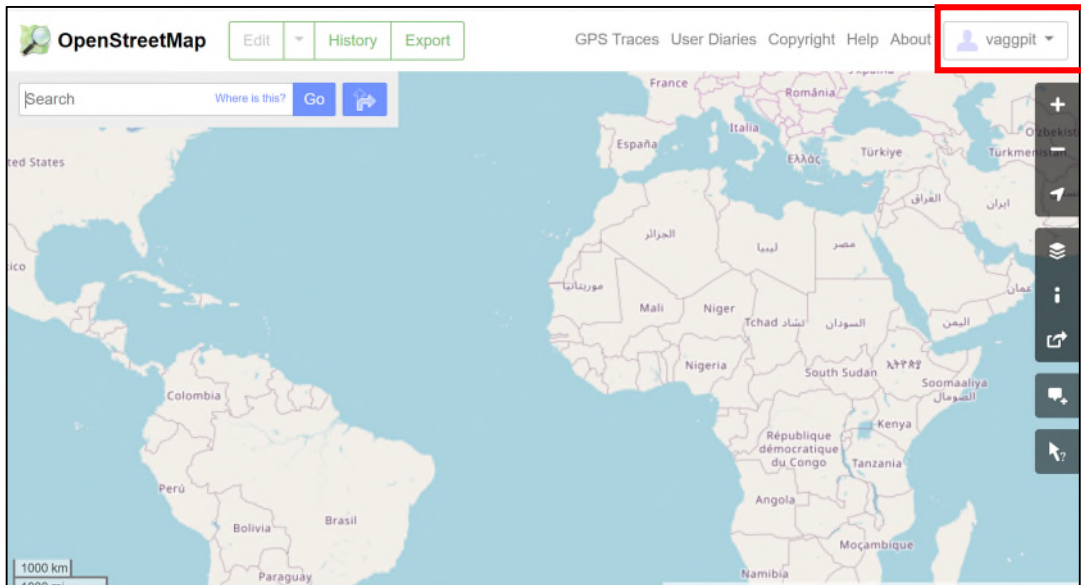 OpenStreetMap
Edit
History
Export
GPS Traces
User Diaries
Copyright
Help
About
vaggpit
Search
Where is this?
Go
France
România
Italia
España
Ελλάς
Türkiye
O'zbekist
Türkmenistan
ted States
العراق
ایران
الجزائر
ليبيا
مصر
ico
موريتانيا
عمان
Mali
Niger
Tchad تشاد
السودان
اليمن
Nigeria
South Sudan
Soomaaliya
الصومال
Colombia
Kenya
République
démocratique
du Congo
Tanzania
Perú
Angola
Brasil
Bolivia
Moçambique
1000 km
Paraguay
Namibia